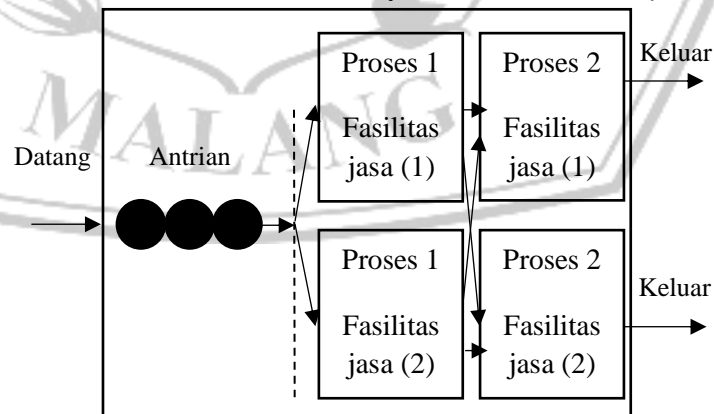 MALANG
Datang
Antrian
Proses 1
Fasilitas
jasa (1)
Proses 2
Fasilitas
jasa (1)
Keluar
Proses 1
Fasilitas
jasa (2)
Proses 2
Fasilitas
jasa (2)
Keluar